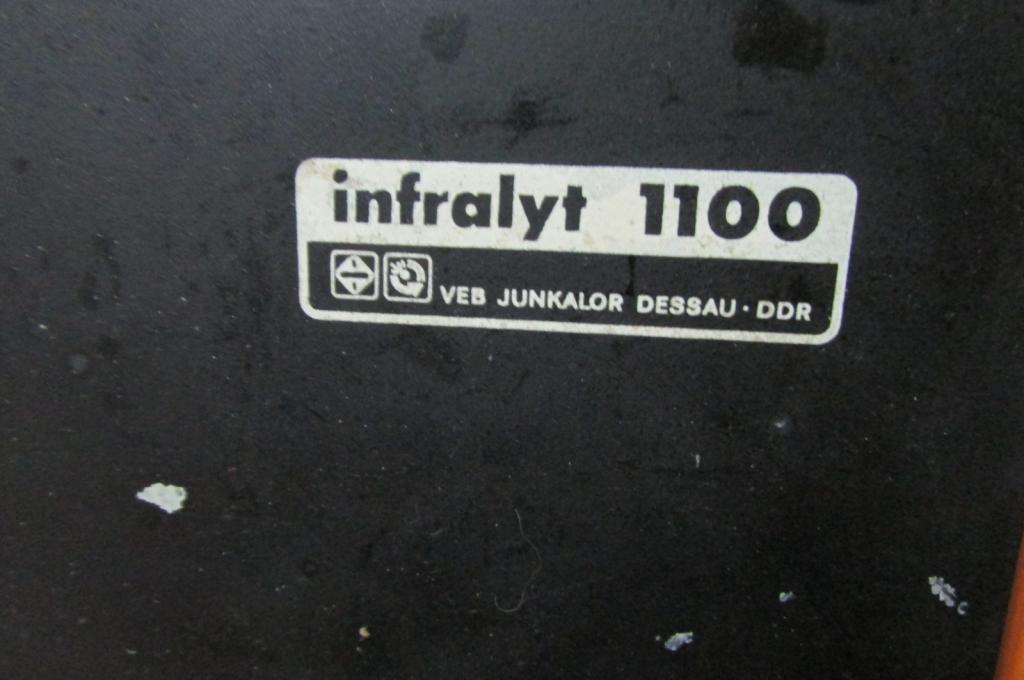 infralyt 1100
VEB JUNKALOR DESSAU · DDR